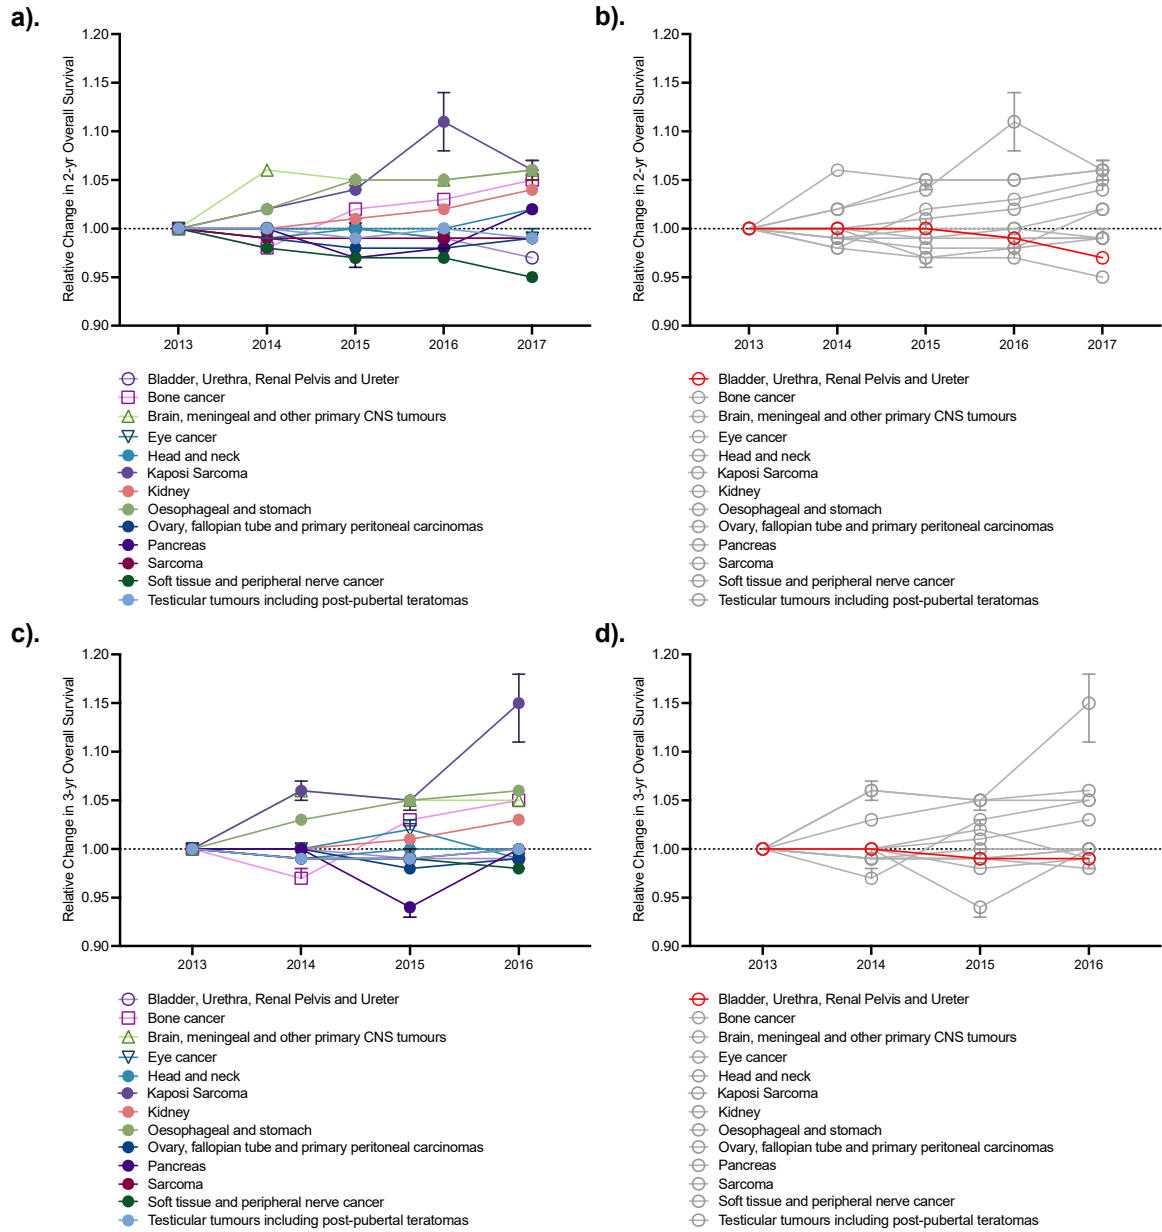 a).
Relative Change in 2-yr Overall Survival
1.20
1.15
1.10
1.05
1.00
0.95
0.90
2013 2014 2015 2016 2017
Bladder, Urethra, Renal Pelvis and Ureter
Bone cancer
Brain, meningeal and other primary CNS tumours
Eye cancer
Head and neck
Kaposi Sarcoma
Kidney
Oesophageal and stomach
Ovary, fallopian tube and primary peritoneal carcinomas
Pancreas
Sarcoma
Soft tissue and peripheral nerve cancer
Testicular tumours including post-pubertal teratomas
b).
Relative Change in 2-yr Overall Survival
1.20
1.15
1.10
1.05
1.00
0.95
0.90
2013 2014 2015 2016 2017
Bladder, Urethra, Renal Pelvis and Ureter
Bone cancer
Brain, meningeal and other primary CNS tumours
Eye cancer
Head and neck
Kaposi Sarcoma
Kidney
Oesophageal and stomach
Ovary, fallopian tube and primary peritoneal carcinomas
Pancreas
Sarcoma
Soft tissue and peripheral nerve cancer
Testicular tumours including post-pubertal teratomas
c).
Relative Change in 3-yr Overall Survival
1.20
1.15
1.10
1.05
1.00
0.95
0.90
2013 2014 2015 2016
Bladder, Urethra, Renal Pelvis and Ureter
Bone cancer
Brain, meningeal and other primary CNS tumours
Eye cancer
Head and neck
Kaposi Sarcoma
Kidney
Oesophageal and stomach
Ovary, fallopian tube and primary peritoneal carcinomas
Pancreas
Sarcoma
Soft tissue and peripheral nerve cancer
Testicular tumours including post-pubertal teratomas
d).
Relative Change in 3-yr Overall Survival
1.20
1.15
1.10
1.05
1.00
0.95
0.90
2013 2014 2015 2016
Bladder, Urethra, Renal Pelvis and Ureter
Bone cancer
Brain, meningeal and other primary CNS tumours
Eye cancer
Head and neck
Kaposi Sarcoma
Kidney
Oesophageal and stomach
Ovary, fallopian tube and primary peritoneal carcinomas
Pancreas
Sarcoma
Soft tissue and peripheral nerve cancer
Testicular tumours including post-pubertal teratomas